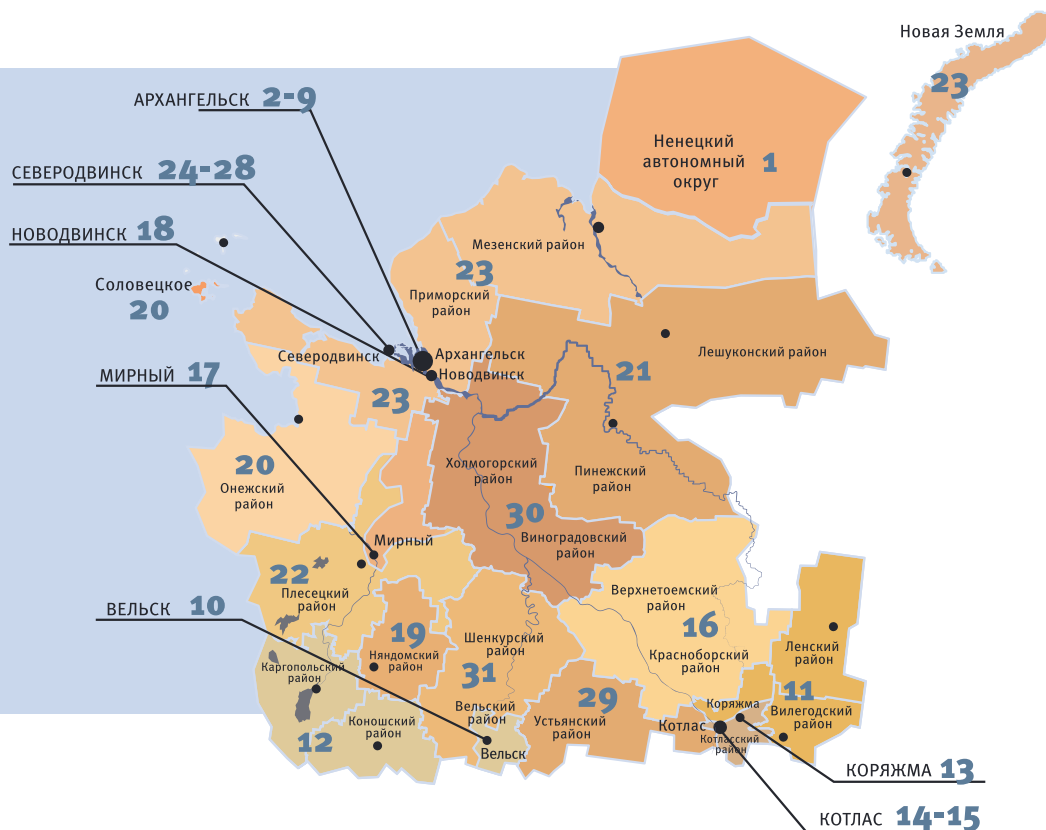 Новая Земля
23
АРХАНГЕЛЬСК 2-9
Ненецкий
автономный
округ
1
СЕВЕРОДВИНСК 24-28
НОВОДВИНСК 18
Мезенский район
23
Приморский
район
Соловецкое
20
Северодвинск
Архангельск
Новодвинск
Лешуконский район
21
МИРНЫЙ 17
23
20
Онежский
район
Холмогорский
район
Пинежский
район
30
Виноградовский
район
Мирный
22
Плесецкий
район
Верхнетоемский
район
16
Красноборский
район
ВЕЛЬСК 10
19
Няндомский
район
Шенкурский
район
31
Вельский
район
Ленский
район
11
Вилегодский
район
Каргопольский
район
29
Устьянский
район
Коряжма
Котлас
Котласский
район
12
Коношский
район
Вельск
КОРЯЖМА 13
КОТЛАС 14-15